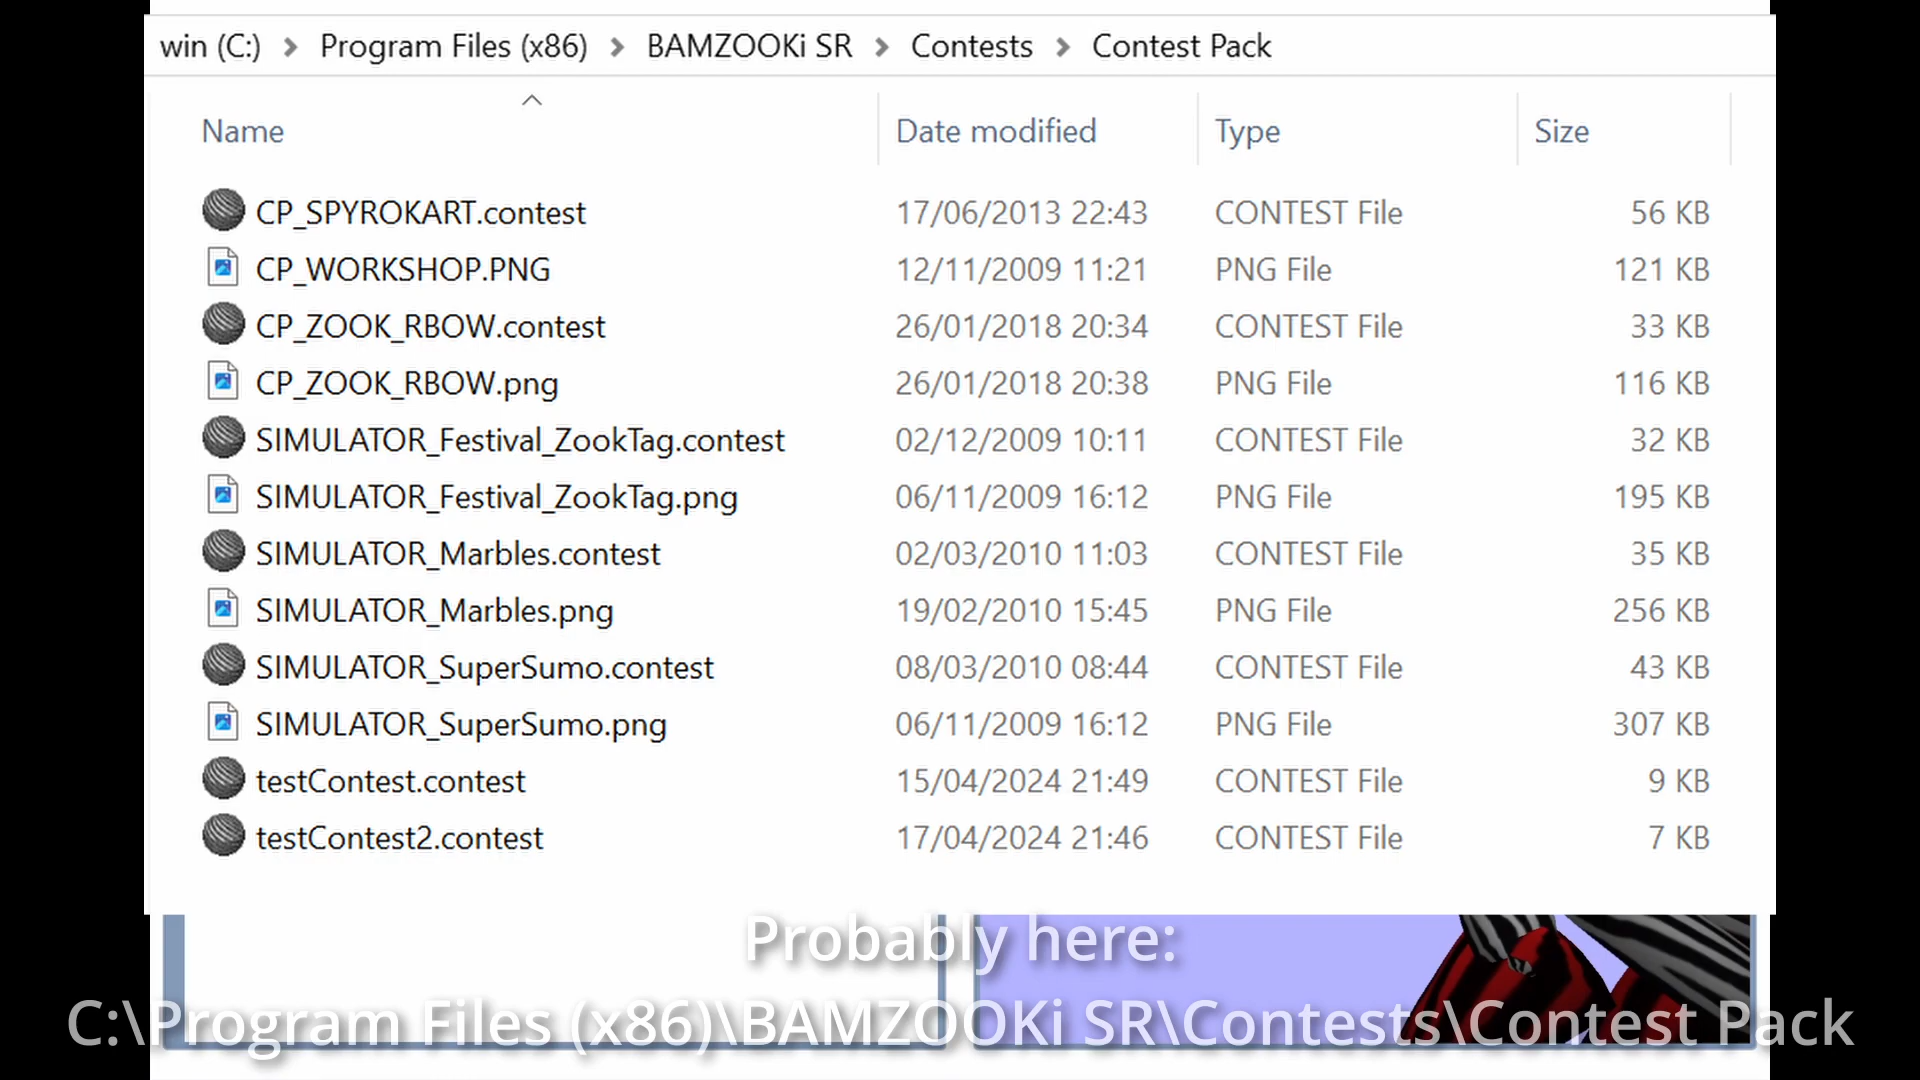 win (C:) > Program Files (x86) > BAMZOOKi SR > Contests > Contest Pack
Name Date modified Type Size
CP_SPYROKART.contest 17/06/2013 22:43 CONTEST File 56 KB
CP_WORKSHOP.PNG 12/11/2009 11:21 PNG File 121 KB
CP_ZOOK_RBOW.contest 26/01/2018 20:34 CONTEST File 33 KB
CP_ZOOK_RBOW.png 26/01/2018 20:38 PNG File 116 KB
SIMULATOR_Festival_ZookTag.contest 02/12/2009 10:11 CONTEST File 32 KB
SIMULATOR_Festival_ZookTag.png 06/11/2009 16:12 PNG File 195 KB
SIMULATOR_Marbles.contest 02/03/2010 11:03 CONTEST File 35 KB
SIMULATOR_Marbles.png 19/02/2010 15:45 PNG File 256 KB
SIMULATOR_SuperSumo.contest 08/03/2010 08:44 CONTEST File 43 KB
SIMULATOR_SuperSumo.png 06/11/2009 16:12 PNG File 307 KB
testContest.contest 15/04/2024 21:49 CONTEST File 9 KB
testContest2.contest 17/04/2024 21:46 CONTEST File 7 KB
Probably here:
C:\Program Files (x86)\BAMZOOKi SR\Contests\Contest Pack